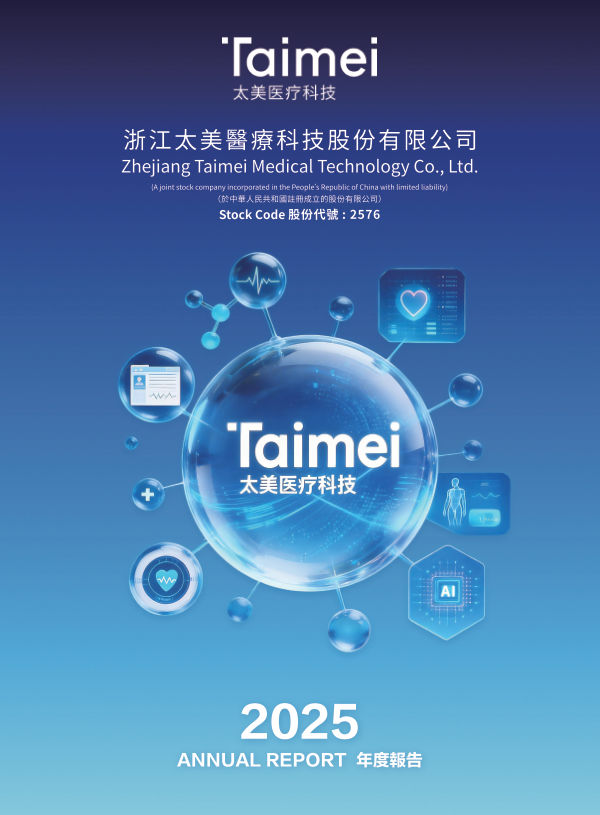 Taimei
太美医疗科技
浙江太美醫療科技股份有限公司
Zhejiang Taimei Medical Technology Co., Ltd.
(A joint stock company incorporated in the People's Republic of China with limited liability)
（於中華人民共和國註冊成立的股份有限公司）
Stock Code 股份代號 : 2576
Taimei
太美医疗科技
AI
2025
ANNUAL REPORT 年度報告